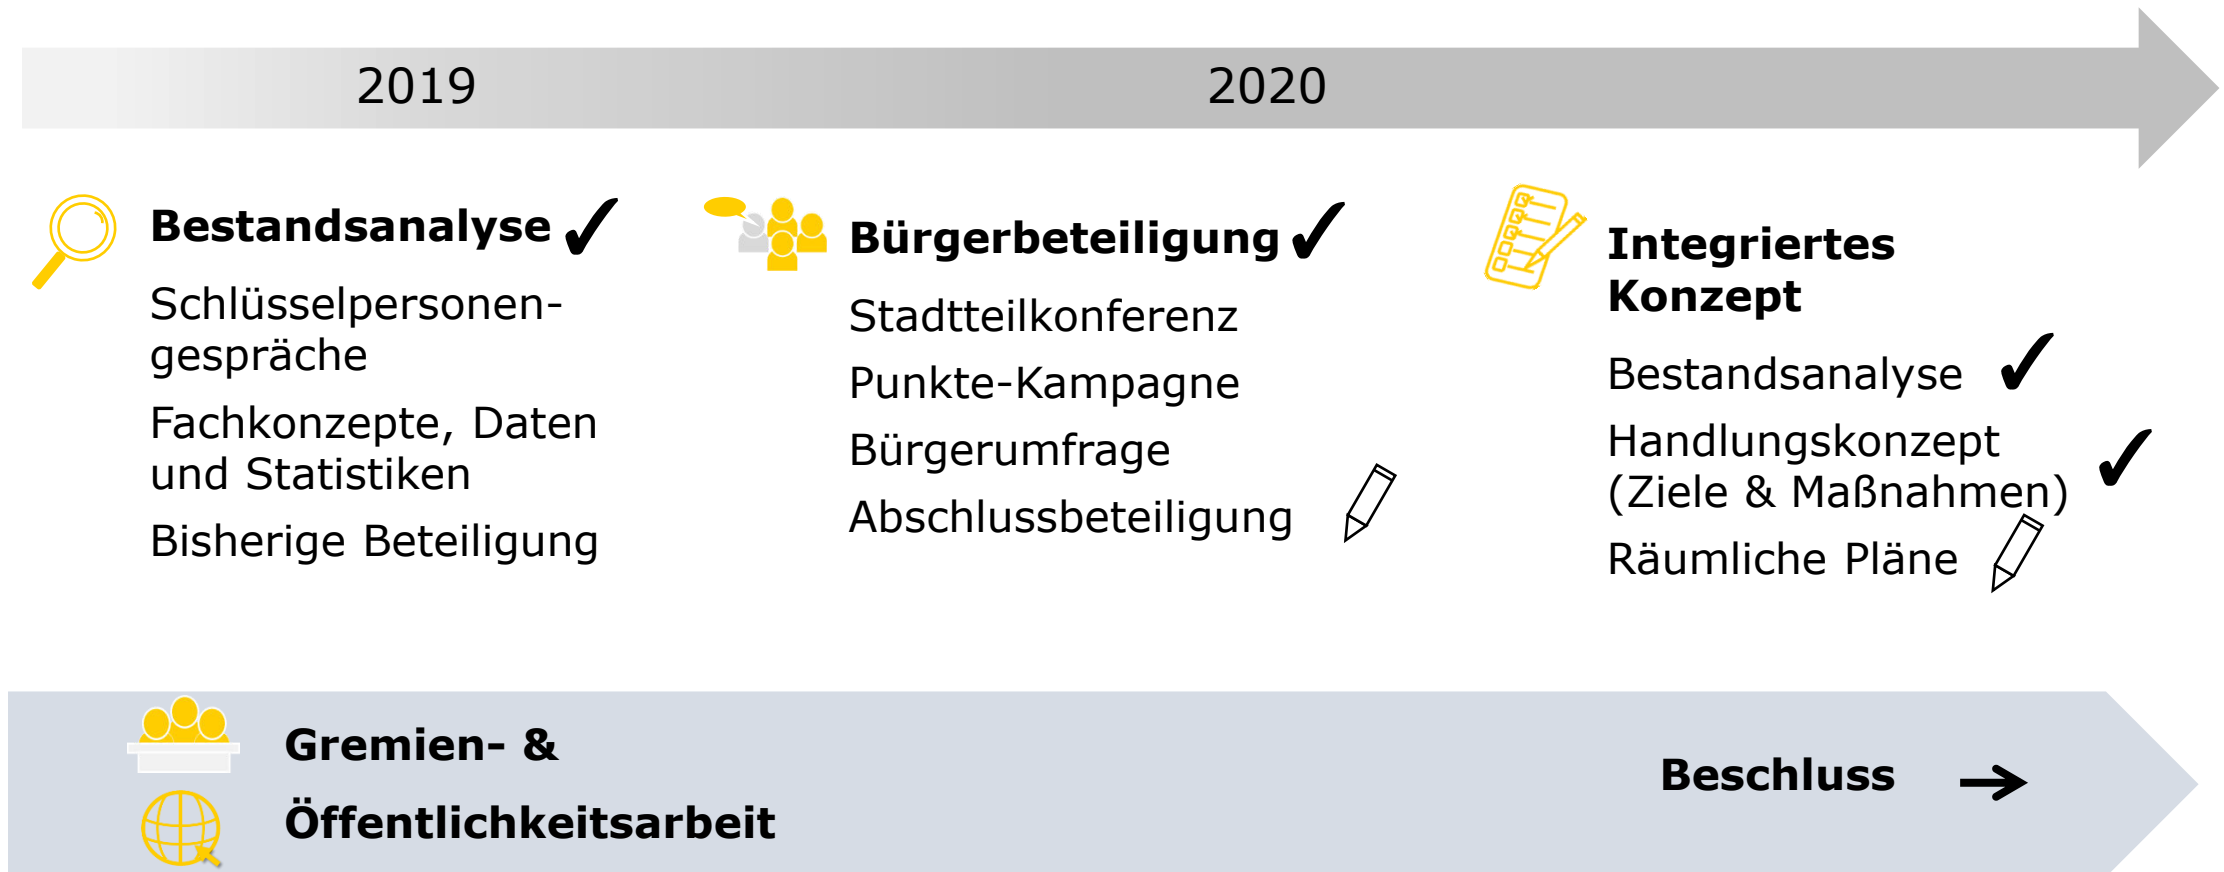 2019
2020
Bestandsanalyse
Schlüsselpersonen-
gespräche
Fachkonzepte, Daten
und Statistiken
Bisherige Beteiligung
Bürgerbeteiligung
Stadtteilkonferenz
Punkte-Kampagne
Bürgerumfrage
Abschlussbeteiligung
Integriertes
Konzept
Bestandsanalyse
Handlungskonzept
(Ziele & Maßnahmen)
Räumliche Pläne
Gremien- &
Öffentlichkeitsarbeit
Beschluss